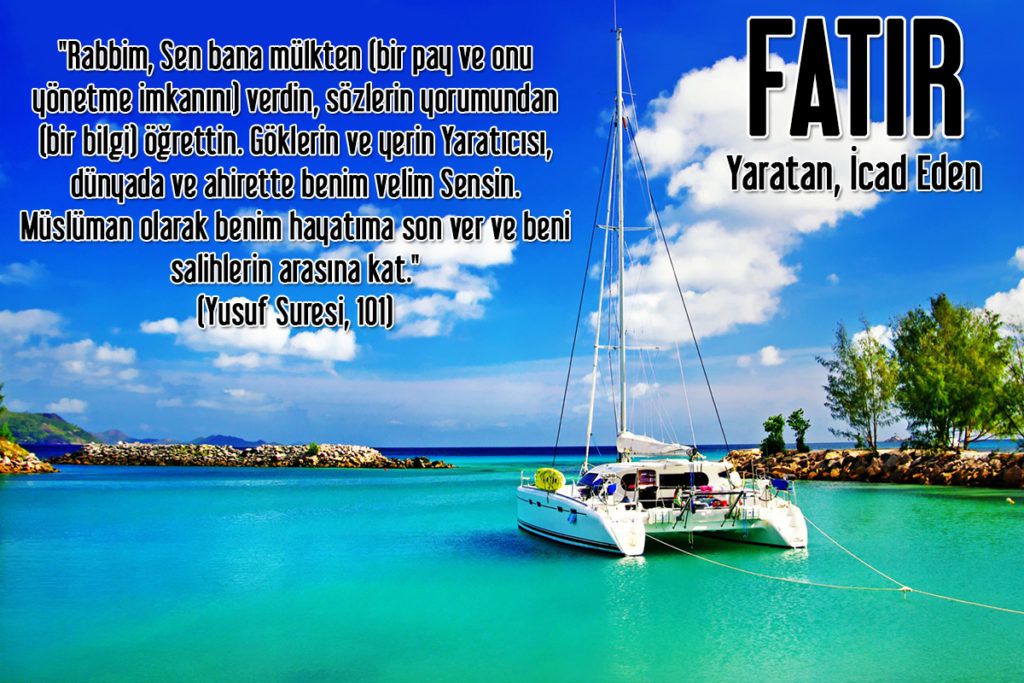 "Rabbim, Sen bana mülkten (bir pay ve onu
yönetme imkanını) verdin, sözlerin yorumundan
(bir bilgi) öğrettin. Göklerin ve yerin Yaratıcısı,
dünyada ve ahirette benim velim Sensin.
Müslüman olarak benim hayatıma son ver ve beni
salihlerin arasına kat."
(Yusuf Suresi, 101)
FATIR
Yaratan, İcad Eden